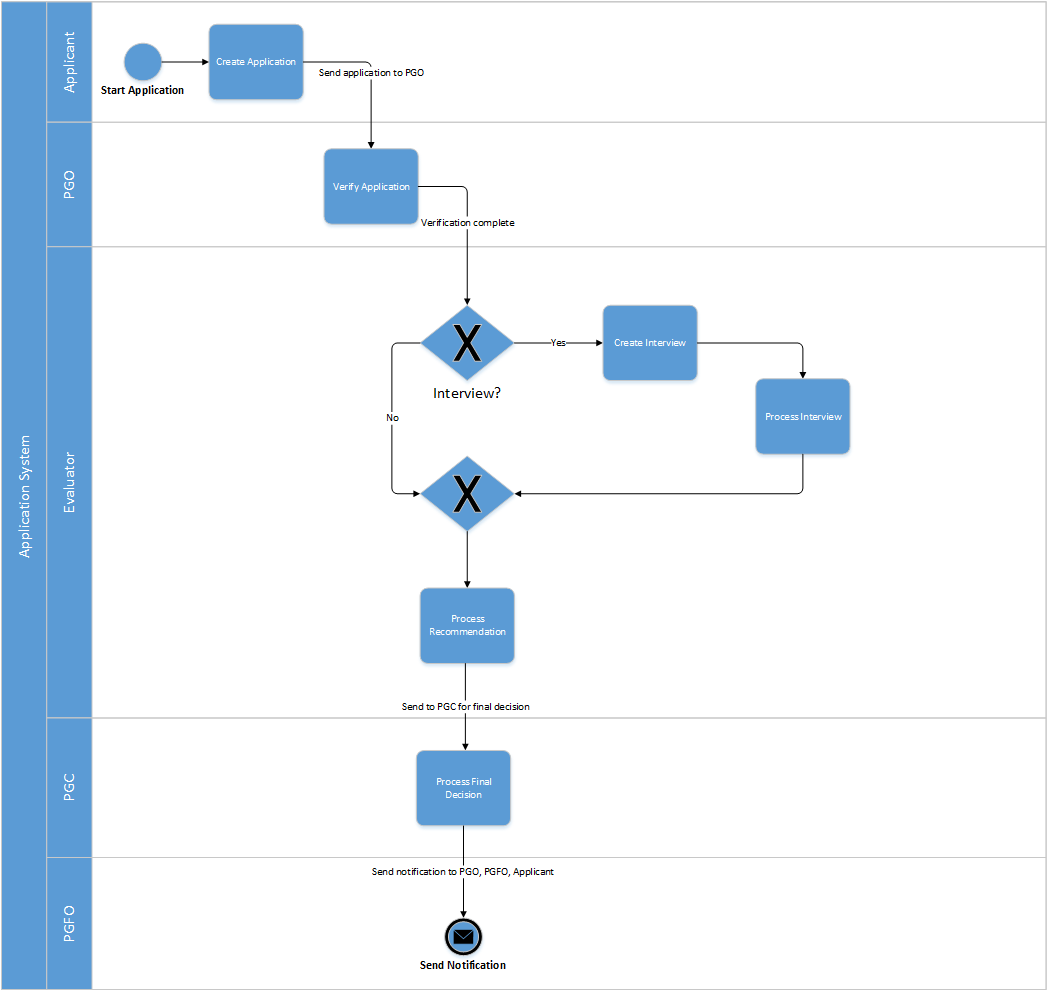 Application System
Applicant
Start Application
Create Application
Send application to PGO
PGO
Verify Application
Verification complete
Evaluator
X
Interview?
Yes
Create Interview
Process Interview
No
X
Process
Recommendation
Send to PGC for final decision
PGC
Process Final
Decision
Send notification to PGO, PGFO, Applicant
PGFO
Send Notification